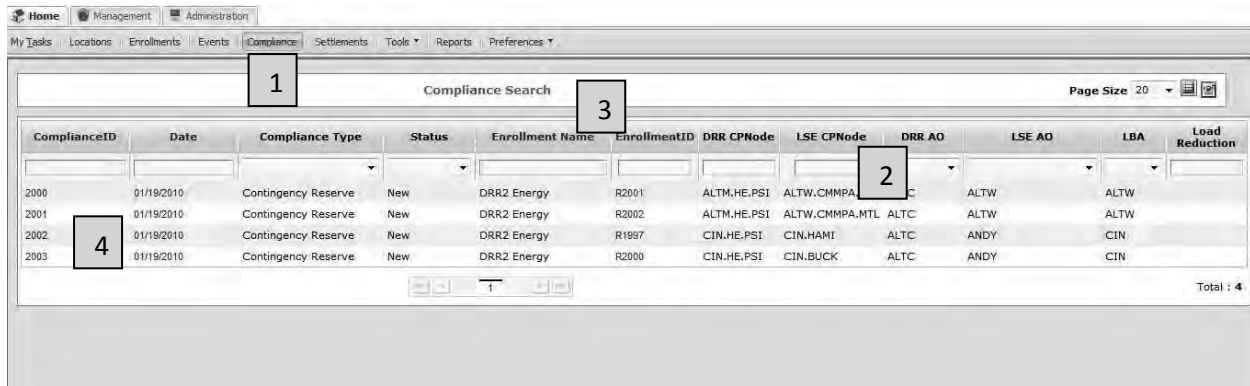 Home Management Administration
My Tasks Locations Enrollments Events Compliance Settlements Tools Reports Preferences
1
Compliance Search
3
Page Size 20
ComplianceID Date Compliance Type Status Enrollment Name EnrollmentID DRR CPNode LSE CPNode DRR AO LSE AO LBA Load Reduction
2
2000 01/19/2010 Contingency Reserve New DRR2 Energy R2001 ALTM.HE.PSI ALTW.CMMPA. ALTW ALTW
2001 01/19/2010 Contingency Reserve New DRR2 Energy R2002 ALTM.HE.PSI ALTW.CMMPA.MTL ALTC ALTW ALTW
2002 01/19/2010 Contingency Reserve New DRR2 Energy R1997 CIN.HE.PSI CIN.HAMI ALTC ANDY CIN
4
2003 01/19/2010 Contingency Reserve New DRR2 Energy R2000 CIN.HE.PSI CIN.BUCK ALTC ANDY CIN
1
Total : 4